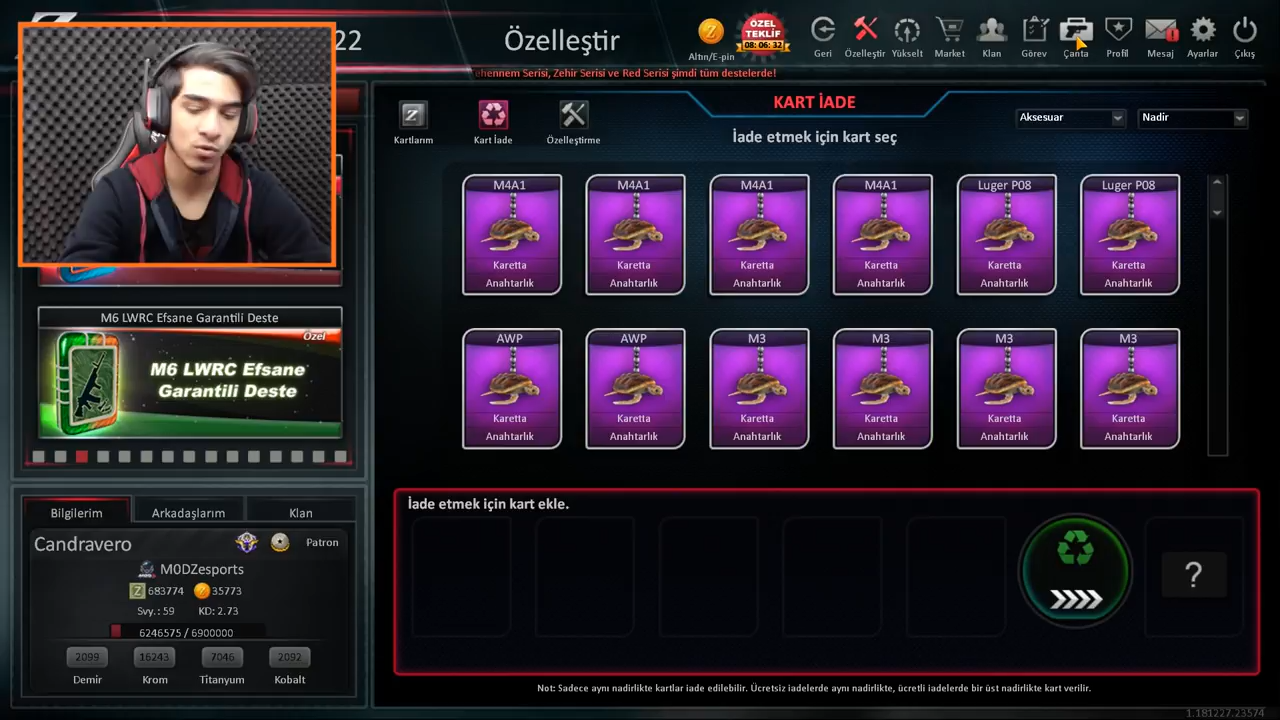 22
Özelleştir
Altın/E-pin
ÖZEL
TEKLİF
08:06:32
Geri
Özelleştir
Yükselt
Market
Klan
Görev
Çanta
Profil
Mesaj
Ayarlar
Çıkış
ehennem Serisi, Zehir Serisi ve Red Serisi şimdi tüm destelerde!
Kartlarım
Kart İade
Özelleştirme
KART İADE
İade etmek için kart seç
Aksesuar
Nadir
M4A1
Karetta
Anahtarlık
M4A1
Karetta
Anahtarlık
M4A1
Karetta
Anahtarlık
M4A1
Karetta
Anahtarlık
Luger P08
Karetta
Anahtarlık
Luger P08
Karetta
Anahtarlık
AWP
Karetta
Anahtarlık
AWP
Karetta
Anahtarlık
M3
Karetta
Anahtarlık
M3
Karetta
Anahtarlık
M3
Karetta
Anahtarlık
M3
Karetta
Anahtarlık
M6 LWRC Efsane Garantili Deste
Özel
M6 LWRC Efsane
Garantili Deste
Bilgilerim
Arkadaşlarım
Klan
Candravero
Patron
M0DZesports
683774
35773
Svy. : 59
KD: 2.73
6246575 / 6900000
2099
16243
7046
2092
Demir
Krom
Titanyum
Kobalt
İade etmek için kart ekle.
?
Not: Sadece aynı nadirlikte kartlar iade edilebilir. Ücretsiz iadelerde aynı nadirlikte, ücretli iadelerde bir üst nadirlikte kart verilir.
1.181227.23574